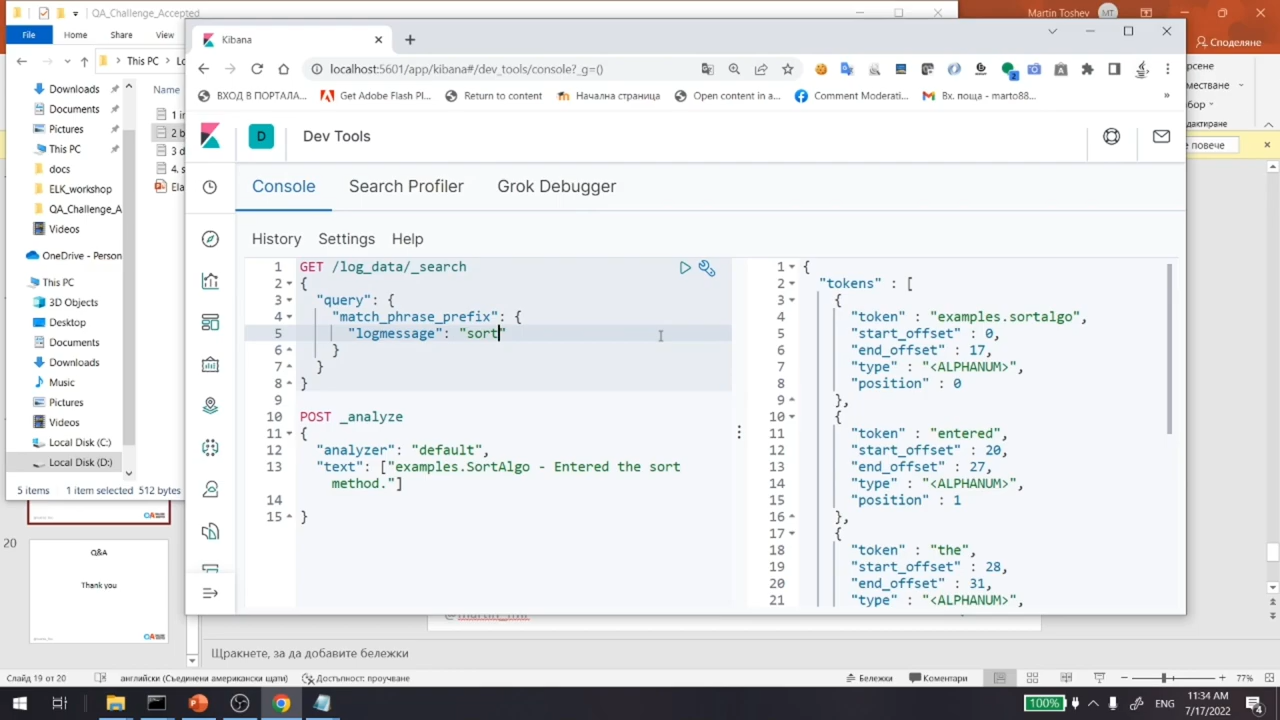 QA_Challenge_Accepted
Martin Toshev MT
File Home Share View
Споделяне
This PC
Downloads
Documents
Pictures
This PC
docs
ELK_workshop
QA_Challenge_A
Videos
OneDrive - Person
This PC
3D Objects
Desktop
Documents
Downloads
Music
Pictures
Videos
Local Disk (C:)
Local Disk (D:)
Name
5 items 1 item selected 512 bytes
Kibana
localhost:5601/app/kibana#/dev_tools/console?_g=()
ВХОД В ПОРТАЛА... Get Adobe Flash Pl... Return to content Начална страница Open content in a... Comment Moderati... Вх. поща - marto88... »
D Dev Tools
Console Search Profiler Grok Debugger
History Settings Help
1 GET /log_data/_search
2 {
3 "query": {
4 "match_phrase_prefix": {
5 "logmessage": "sort"
6 }
7 }
8 }
9
10 POST _analyze
11 {
12 "analyzer": "default",
13 "text": ["examples.SortAlgo - Entered the sort
method."]
14
15 }
1 {
2 "tokens" : [
3 {
4 "token" : "examples.sortalgo",
5 "start_offset" : 0,
6 "end_offset" : 17,
7 "type" : "<ALPHANUM>",
8 "position" : 0
9 },
10 {
11 "token" : "entered",
12 "start_offset" : 20,
13 "end_offset" : 27,
14 "type" : "<ALPHANUM>",
15 "position" : 1
16 },
17 {
18 "token" : "the",
19 "start_offset" : 28,
20 "end_offset" : 31,
21 "type" : "<ALPHANUM>",
20
Q&A
Thank you
Щракнете, за да добавите бележки
Слайд 19 от 20 английски (Съединени американски щати) Достъпност: проучване Бележки Коментари 77%
100% ENG 11:34 AM
7/17/2022